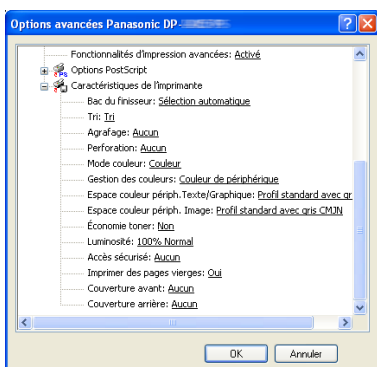 Options avancées Panasonic DP-
Fonctionnalités d'impression avancées: Activé
Options PostScript
Caractéristiques de l'imprimante
Bac du finisseur: Sélection automatique
Tri: Tri
Agrafage: Aucun
Perforation: Aucun
Mode couleur: Couleur
Gestion des couleurs: Couleur de périphérique
Espace couleur périph.Texte/Graphique: Profil standard avec gr
Espace couleur périph. Image: Profil standard avec gris CMJN
Économie toner: Non
Luminosité: 100% Normal
Accès sécurisé: Aucun
Imprimer des pages vierges: Oui
Couverture avant: Aucun
Couverture arrière: Aucun
OK Annuler